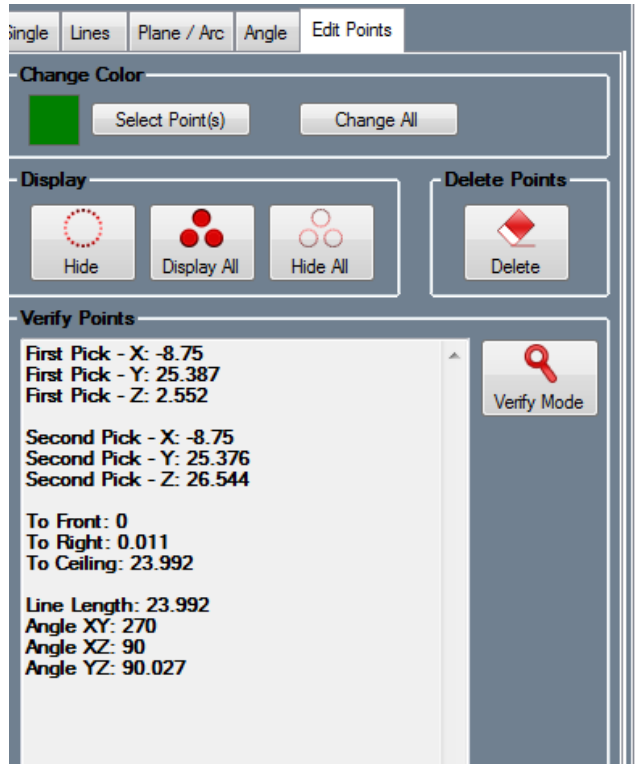 Single Lines Plane / Arc Angle Edit Points
Change Color
Select Point(s) Change All
Display Delete Points
Hide Display All Hide All Delete
Verify Points
First Pick - X: -8.75
First Pick - Y: 25.387
First Pick - Z: 2.552
Verify Mode
Second Pick - X: -8.75
Second Pick - Y: 25.376
Second Pick - Z: 26.544
To Front: 0
To Right: 0.011
To Ceiling: 23.992
Line Length: 23.992
Angle XY: 270
Angle XZ: 90
Angle YZ: 90.027